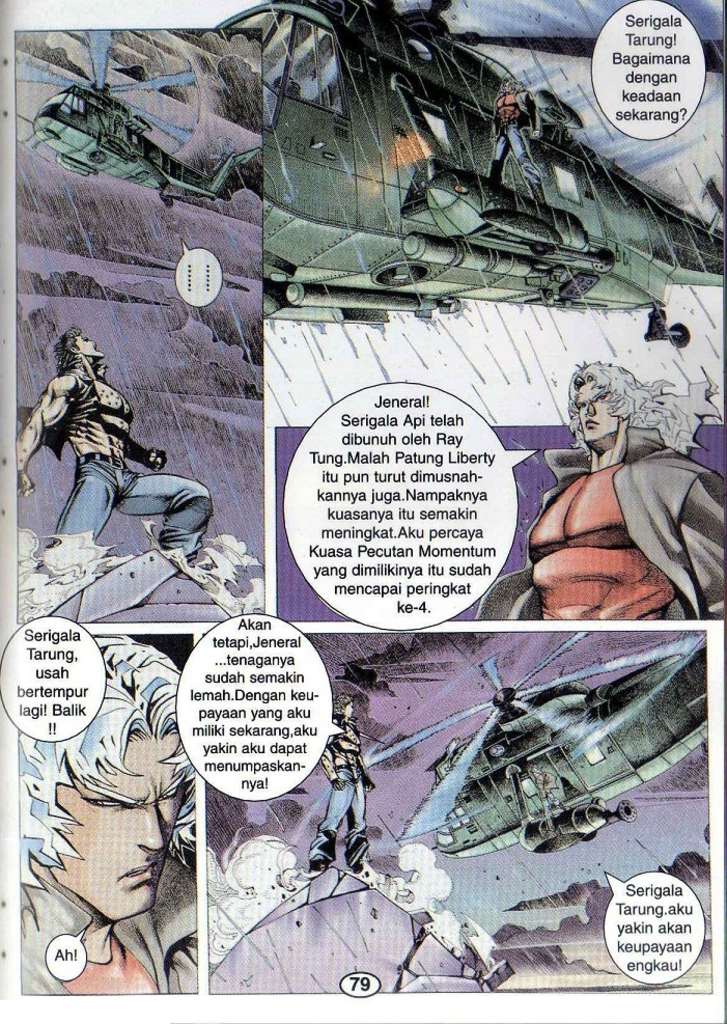 Serigala
Tarung!
Bagaimana
dengan
keadaan
sekarang?
Jeneral!
Serigala Api telah
dibunuh oleh Ray
Tung.Malah Patung Liberty
itu pun turut dimusnah-
kannya juga.Nampaknya
kuasanya itu semakin
meningkat.Aku percaya
Kuasa Pecutan Momentum
yang dimilikinya itu sudah
mencapai peringkat
ke-4.
Serigala
Tarung,
usah
bertempur
lagi! Balik
!!
Ah!
Akan
tetapi,Jeneral
...tenaganya
sudah semakin
lemah.Dengan keu-
payaan yang aku
miliki sekarang,aku
yakin aku dapat
menumpaskan-
nya!
Serigala
Tarung.aku
yakin akan
keupayaan
engkau!
79